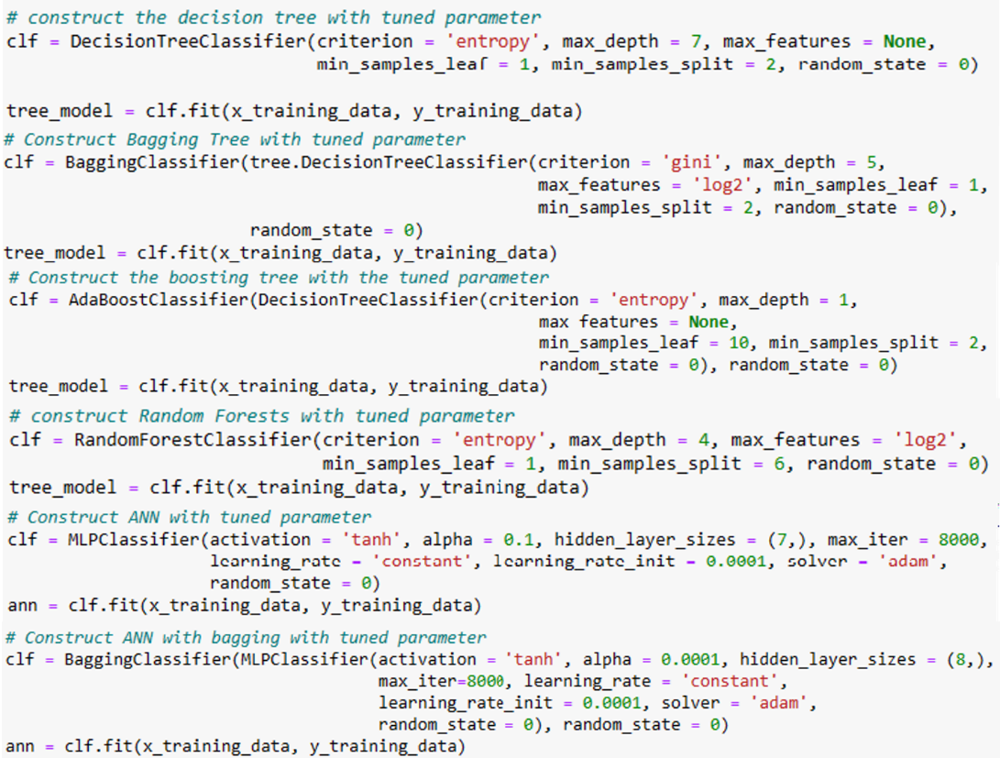 # construct the decision tree with tuned parameter
clf = DecisionTreeClassifier(criterion = 'entropy', max_depth = 7, max_features = None,
min_samples_leaf = 1, min_samples_split = 2, random_state = 0)
tree_model = clf.fit(x_training_data, y_training_data)
# Construct Bagging Tree with tuned parameter
clf = BaggingClassifier(tree.DecisionTreeClassifier(criterion = 'gini', max_depth = 5,
max_features = 'log2', min_samples_leaf = 1,
min_samples_split = 2, random_state = 0),
random_state = 0)
tree_model = clf.fit(x_training_data, y_training_data)
# Construct the boosting tree with the tuned parameter
clf = AdaBoostClassifier(DecisionTreeClassifier(criterion = 'entropy', max_depth = 1,
max features = None,
min_samples_leaf = 10, min_samples_split = 2,
random_state = 0), random_state = 0)
tree_model = clf.fit(x_training_data, y_training_data)
# construct Random Forests with tuned parameter
clf = RandomForestClassifier(criterion = 'entropy', max_depth = 4, max_features = 'log2',
min_samples_leaf = 1, min_samples_split = 6, random_state = 0)
tree_model = clf.fit(x_training_data, y_training_data)
# Construct ANN with tuned parameter
clf = MLPClassifier(activation = 'tanh', alpha = 0.1, hidden_layer_sizes = (7,), max_iter = 8000,
learning_rate = 'constant', learning_rate_init = 0.0001, solver = 'adam',
random_state = 0)
ann = clf.fit(x_training_data, y_training_data)
# Construct ANN with bagging with tuned parameter
clf = BaggingClassifier(MLPClassifier(activation = 'tanh', alpha = 0.0001, hidden_layer_sizes = (8,),
max_iter=8000, learning_rate = 'constant',
learning_rate_init = 0.0001, solver = 'adam',
random_state = 0), random_state = 0)
ann = clf.fit(x_training_data, y_training_data)